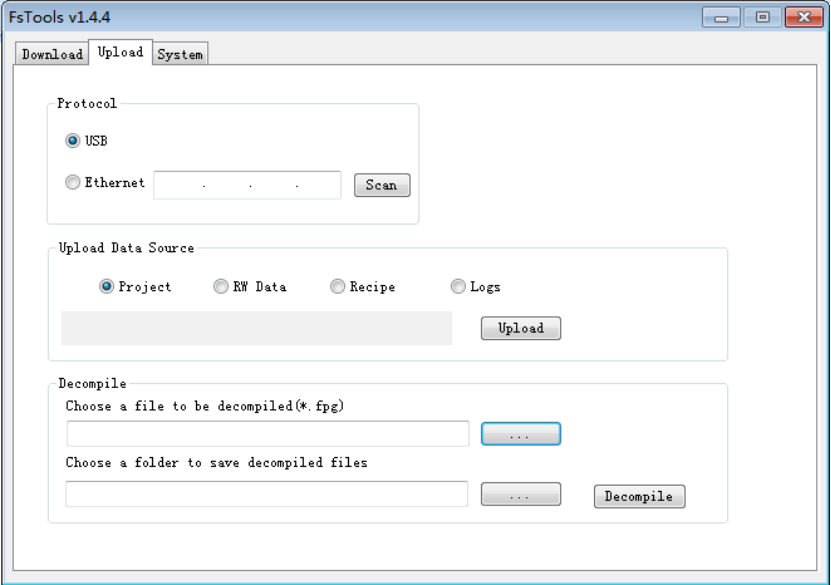 FsTools v1.4.4
Download Upload System
Protocol
USB
Ethernet . . . Scan
Upload Data Source
Project RW Data Recipe Logs
Upload
Decompile
Choose a file to be decompiled(*.fpg)
...
Choose a folder to save decompiled files
... Decompile